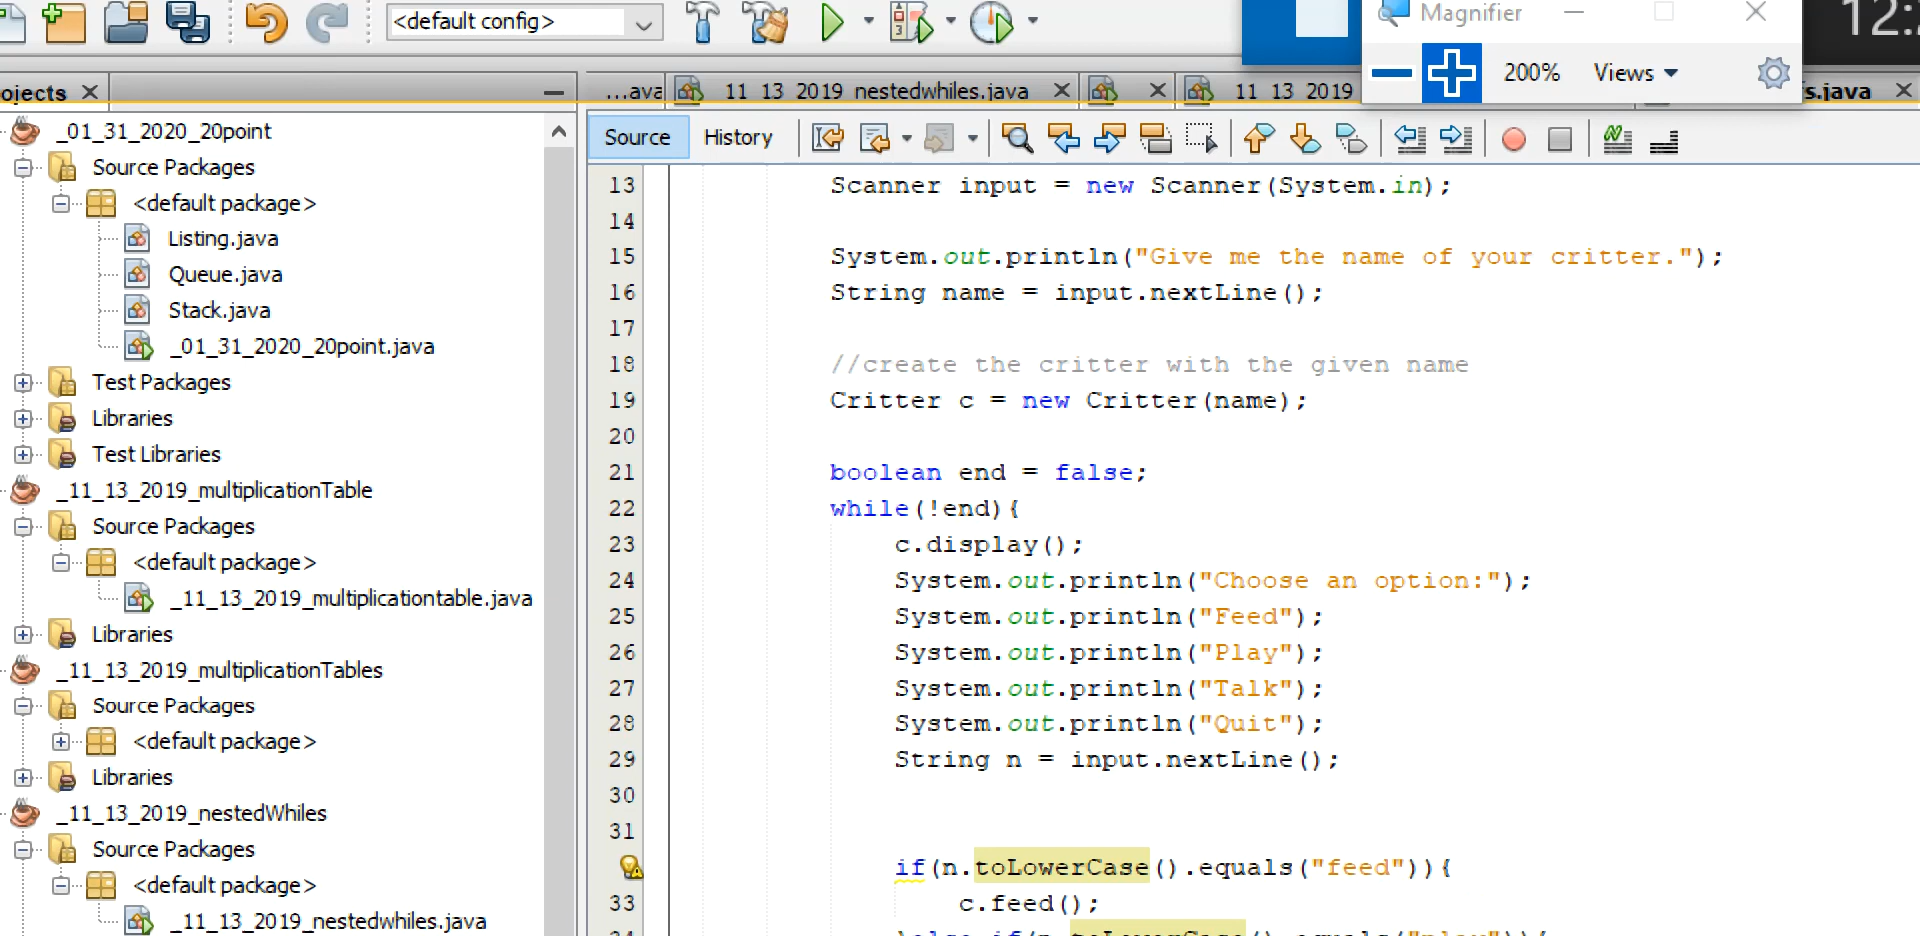 <default config>
Magnifier
200%
Views
ojects
...ava
11_13_2019_nestedwhiles.java
11_13_2019
s.java
Source
History
_01_31_2020_20point
Source Packages
<default package>
Listing.java
Queue.java
Stack.java
_01_31_2020_20point.java
Test Packages
Libraries
Test Libraries
_11_13_2019_multiplicationTable
Source Packages
<default package>
_11_13_2019_multiplicationtable.java
Libraries
_11_13_2019_multiplicationTables
Source Packages
<default package>
Libraries
_11_13_2019_nestedWhiles
Source Packages
<default package>
_11_13_2019_nestedwhiles.java
13 Scanner input = new Scanner(System.in);
14
15 System.out.println("Give me the name of your critter.");
16 String name = input.nextLine();
17
18 //create the critter with the given name
19 Critter c = new Critter(name);
20
21 boolean end = false;
22 while(!end){
23 c.display();
24 System.out.println("Choose an option:");
25 System.out.println("Feed");
26 System.out.println("Play");
27 System.out.println("Talk");
28 System.out.println("Quit");
29 String n = input.nextLine();
30
31
if(n.toLowerCase().equals("feed")){
33 c.feed();